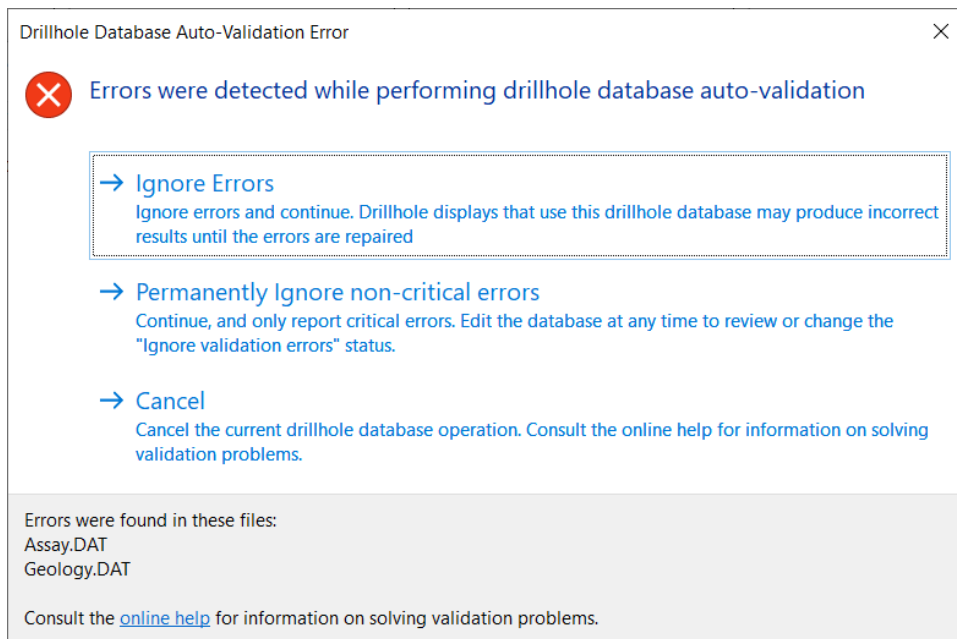 Drillhole Database Auto-Validation Error
Errors were detected while performing drillhole database auto-validation
Ignore Errors
Ignore errors and continue. Drillhole displays that use this drillhole database may produce incorrect
results until the errors are repaired
Permanently Ignore non-critical errors
Continue, and only report critical errors. Edit the database at any time to review or change the
"Ignore validation errors" status.
Cancel
Cancel the current drillhole database operation. Consult the online help for information on solving
validation problems.
Errors were found in these files:
Assay.DAT
Geology.DAT
Consult the online help for information on solving validation problems.